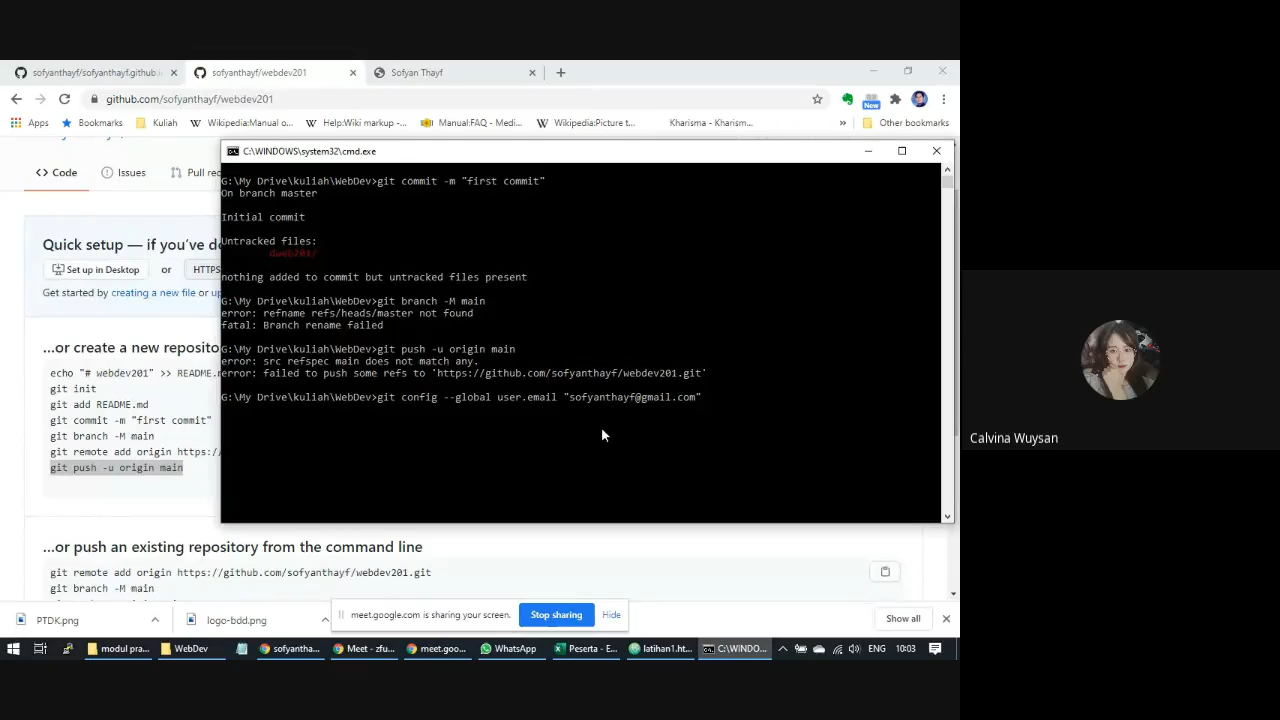 sofyanthayf/sofyanthayf.github.i
sofyanthayf/webdev201
Sofyan Thayf
github.com/sofyanthayf/webdev201
New
Apps
Bookmarks
Kuliah
Wikipedia:Manual o...
Help:Wiki markup -...
Manual:FAQ - Medi...
Wikipedia:Picture t...
Kharisma - Kharism...
»
Other bookmarks
C:\WINDOWS\system32\cmd.exe
<> Code
Issues
Pull rec
G:\My Drive\kuliah\WebDev>git commit -m "first commit"
On branch master
Initial commit
Untracked files:
nothing added to commit but untracked files present
G:\My Drive\kuliah\WebDev>git branch -M main
error: refname refs/heads/master not found
fatal: Branch rename failed
G:\My Drive\kuliah\WebDev>git push -u origin main
error: src refspec main does not match any.
error: failed to push some refs to 'https://github.com/sofyanthayf/webdev201.git'
G:\My Drive\kuliah\WebDev>git config --global user.email "sofyanthayf@gmail.com"
Quick setup — if you've do
Set up in Desktop
or
HTTPS
Get started by creating a new file or up
...or create a new reposito
echo "# webdev201" >> README.m
git init
git add README.md
git commit -m "first commit"
git branch -M main
git remote add origin https:/
git push -u origin main
...or push an existing repository from the command line
git remote add origin https://github.com/sofyanthayf/webdev201.git
git branch -M main
PTDK.png
logo-bdd.png
meet.google.com is sharing your screen.
Stop sharing
Hide
Show all
modul pra...
WebDev
sofyantha...
Meet - zfu...
meet.goo...
WhatsApp
Peserta - E...
latihan1.ht...
C:\WINDO...
ENG
10:03
Calvina Wuysan